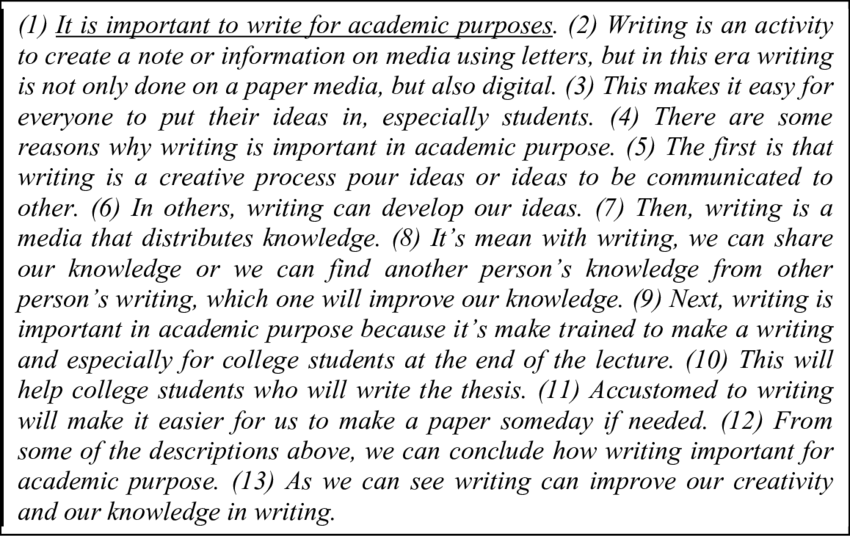 (1) It is important to write for academic purposes. (2) Writing is an activity
to create a note or information on media using letters, but in this era writing
is not only done on a paper media, but also digital. (3) This makes it easy for
everyone to put their ideas in, especially students. (4) There are some
reasons why writing is important in academic purpose. (5) The first is that
writing is a creative process pour ideas or ideas to be communicated to
other. (6) In others, writing can develop our ideas. (7) Then, writing is a
media that distributes knowledge. (8) It's mean with writing, we can share
our knowledge or we can find another person's knowledge from other
person's writing, which one will improve our knowledge. (9) Next, writing is
important in academic purpose because it's make trained to make a writing
and especially for college students at the end of the lecture. (10) This will
help college students who will write the thesis. (11) Accustomed to writing
will make it easier for us to make a paper someday if needed. (12) From
some of the descriptions above, we can conclude how writing important for
academic purpose. (13) As we can see writing can improve our creativity
and our knowledge in writing.